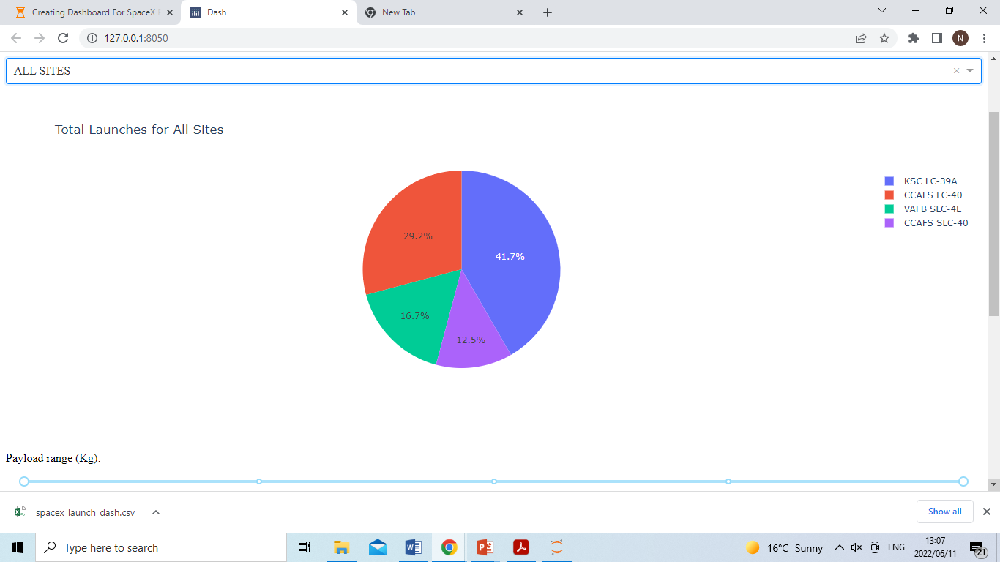 Creating Dashboard For SpaceX
Dash
New Tab
127.0.0.1:8050
N
ALL SITES
Total Launches for All Sites
KSC LC-39A
CCAFS LC-40
VAFB SLC-4E
CCAFS SLC-40
29.2%
41.7%
16.7%
12.5%
Payload range (Kg):
spacex_launch_dash.csv
Show all
Type here to search
16°C Sunny
ENG
13:07
2022/06/11
21